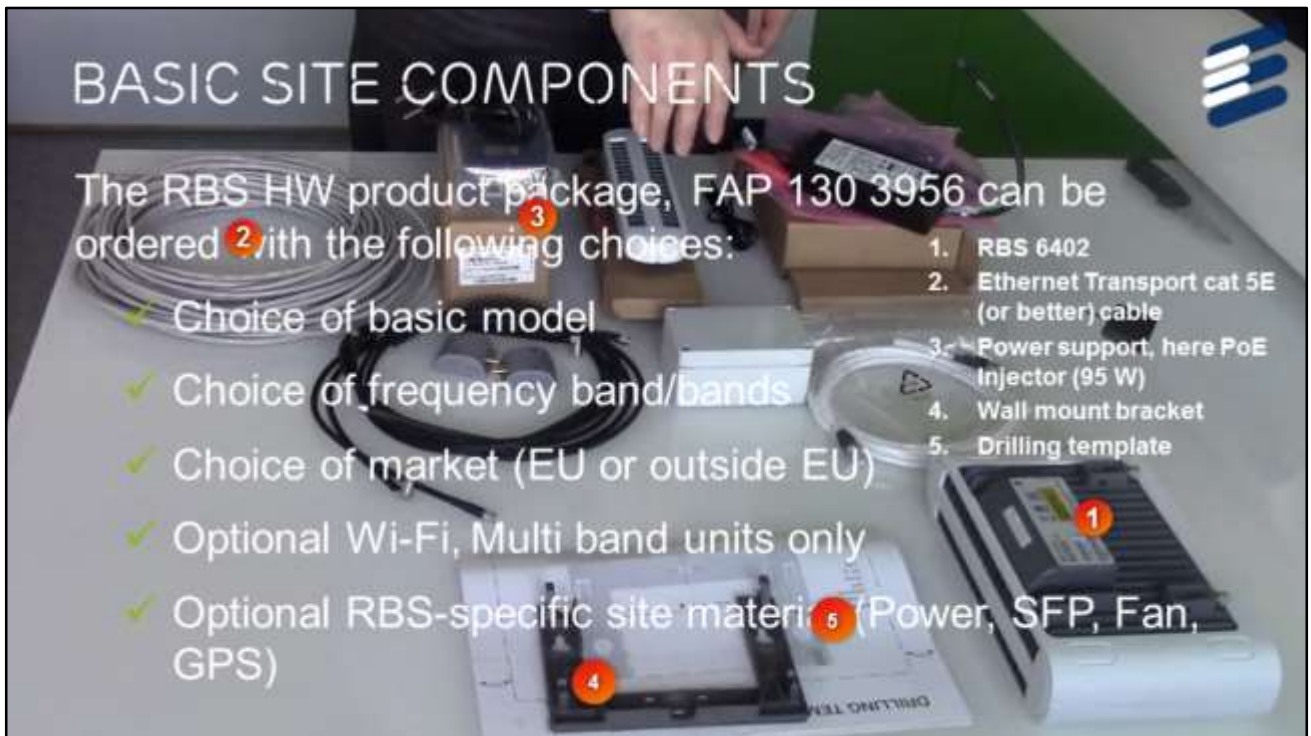 BASIC SITE COMPONENTS
The RBS HW product package, FAP 130 3956 can be
ordered with the following choices:
Choice of basic model
Choice of frequency band/bands
Choice of market (EU or outside EU)
Optional Wi-Fi, Multi band units only
Optional RBS-specific site material (Power, SFP, Fan,
GPS)
1. RBS 6402
2. Ethernet Transport cat 5E
(or better) cable
3. Power support, here PoE
Injector (95 W)
4. Wall mount bracket
5. Drilling template
2
3
1
5
4
DRILLING TEM